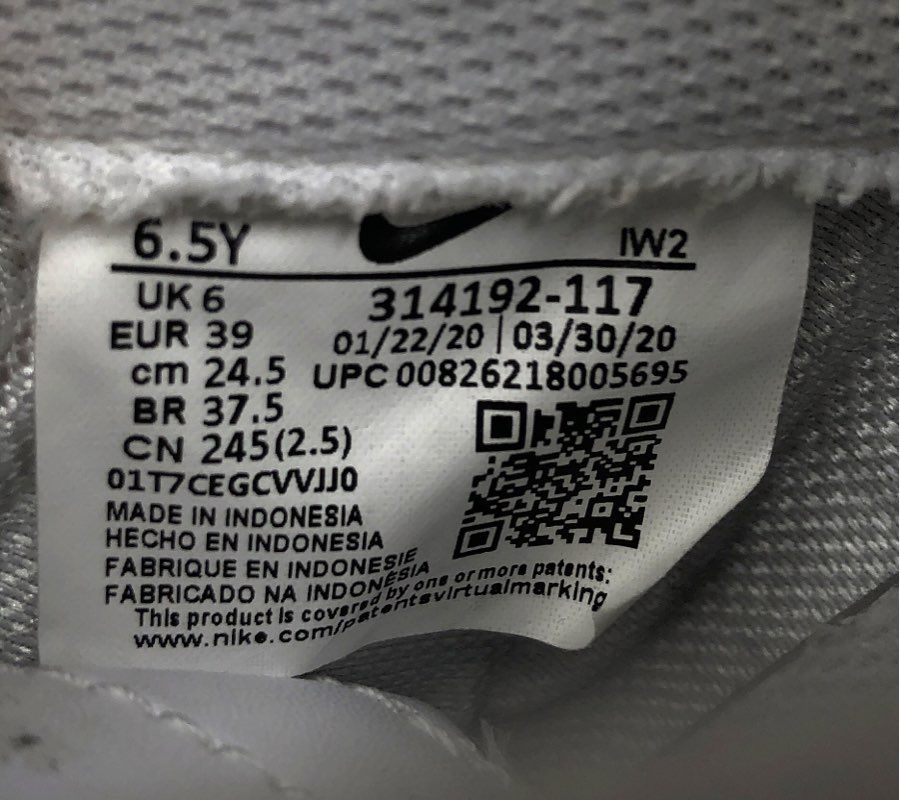 6.5Y IW2
UK 6 314192-117
EUR 39 01/22/20 | 03/30/20
cm 24.5 UPC 00826218005695
BR 37.5
CN 245(2.5)
01T7CEGCVVJJ0
MADE IN INDONESIA
HECHO EN INDONESIA
FABRIQUE EN INDONESIE
FABRICADO NA INDONÉSIA
This product is covered by one or more patents:
www.nike.com/patentsvirtualmarking